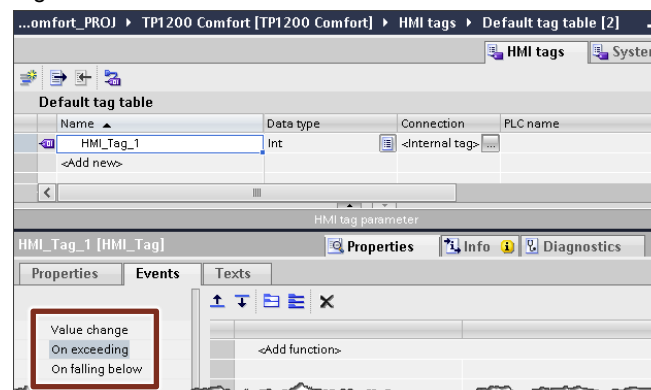 ...omfort_PROJ ▸ TP1200 Comfort [TP1200 Comfort] ▸ HMI tags ▸ Default tag table [2]
HMI tags
Default tag table
Name Data type Connection PLC name
HMI_Tag_1 Int <Internal tag> ...
<Add new>
HMI tag parameter
HMI_Tag_1 [HMI_Tag] Properties Info Diagnostics
Properties Events Texts
Value change
On exceeding <Add function>
On falling below